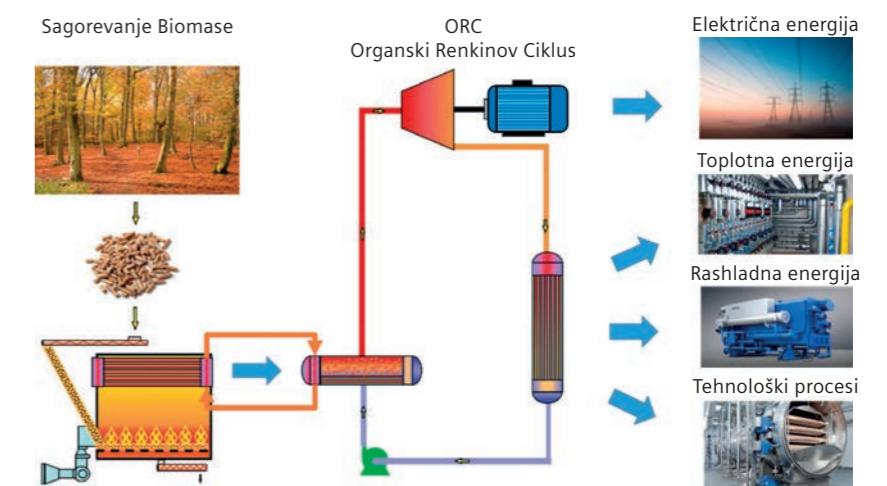 Sagorevanje Biomase
ORC
Organski Renkinov Ciklus
Električna energija
Toplotna energija
Rashladna energija
Tehnološki procesi